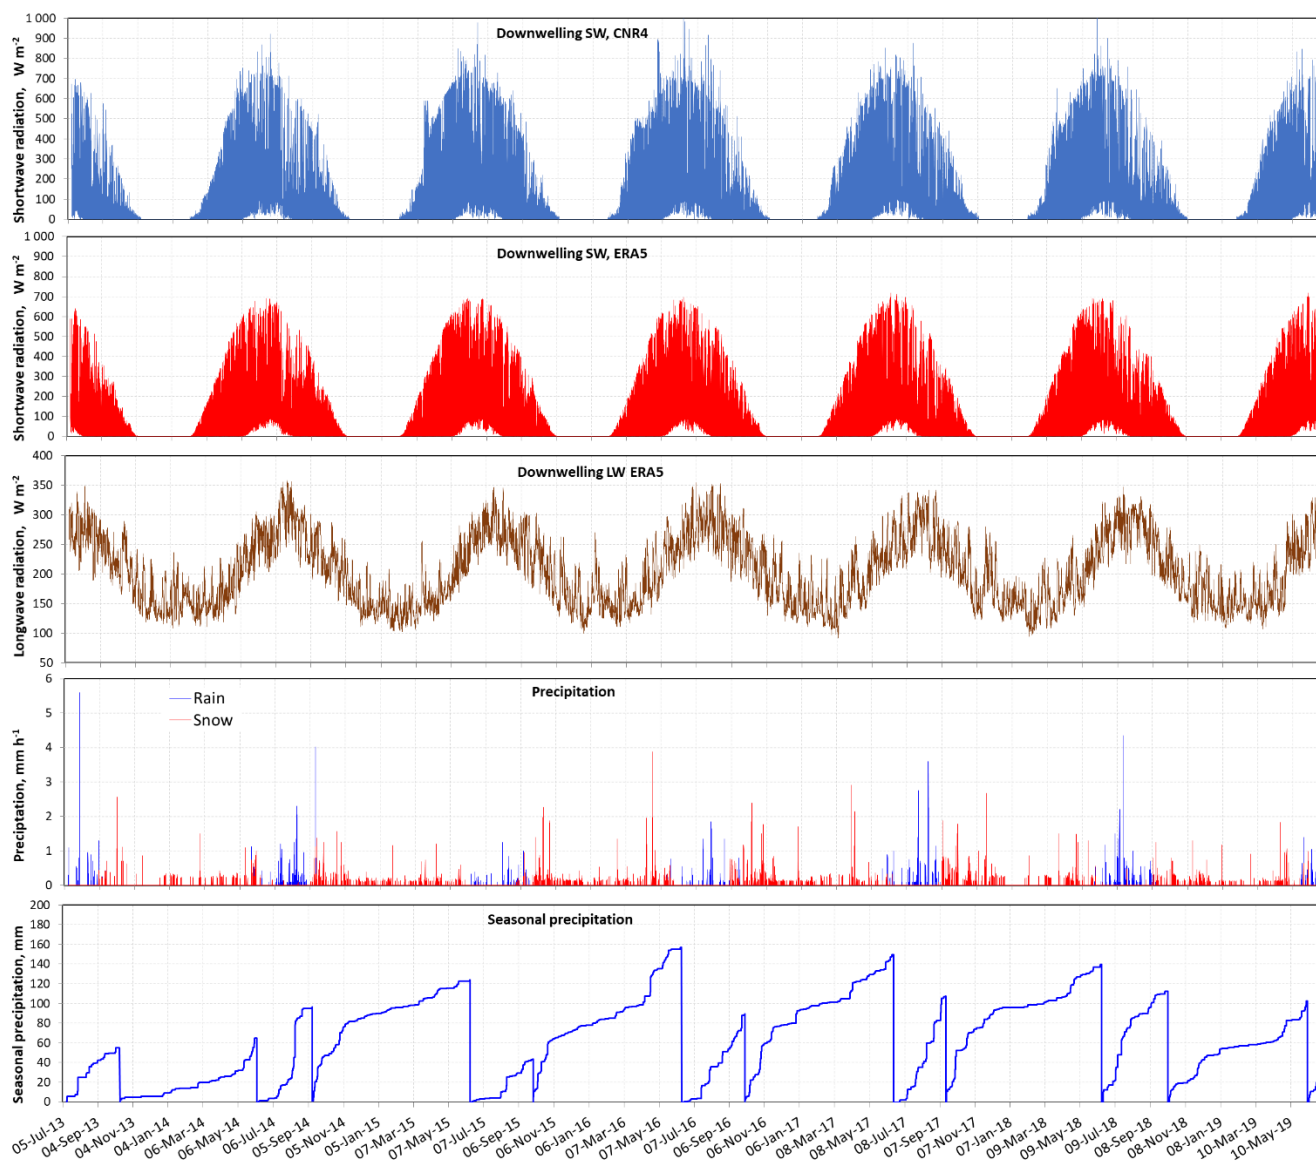 Downwelling SW, CNR4
Shortwave radiation, W m-2
1 000
900
800
700
600
500
400
300
200
100
0
Downwelling SW, ERA5
Shortwave radiation, W m-2
1 000
900
800
700
600
500
400
300
200
100
0
Downwelling LW ERA5
Longwave radiation, W m-2
400
350
300
250
200
150
100
50
Precipitation
Preciptation, mm h-1
Rain
Snow
6
5
4
3
2
1
0
Seasonal precipitation
Seasonal precipitation, mm
200
180
160
140
120
100
80
60
40
20
0
05-Jul-13
04-Sep-13
04-Nov-13
04-Jan-14
06-Mar-14
06-May-14
06-Jul-14
05-Sep-14
05-Nov-14
05-Jan-15
07-Mar-15
07-May-15
07-Jul-15
06-Sep-15
06-Nov-15
06-Jan-16
07-Mar-16
07-May-16
07-Jul-16
06-Sep-16
06-Nov-16
06-Jan-17
08-Mar-17
08-May-17
08-Jul-17
07-Sep-17
07-Nov-17
07-Jan-18
09-Mar-18
09-May-18
09-Jul-18
08-Sep-18
08-Nov-18
08-Jan-19
10-Mar-19
10-May-19